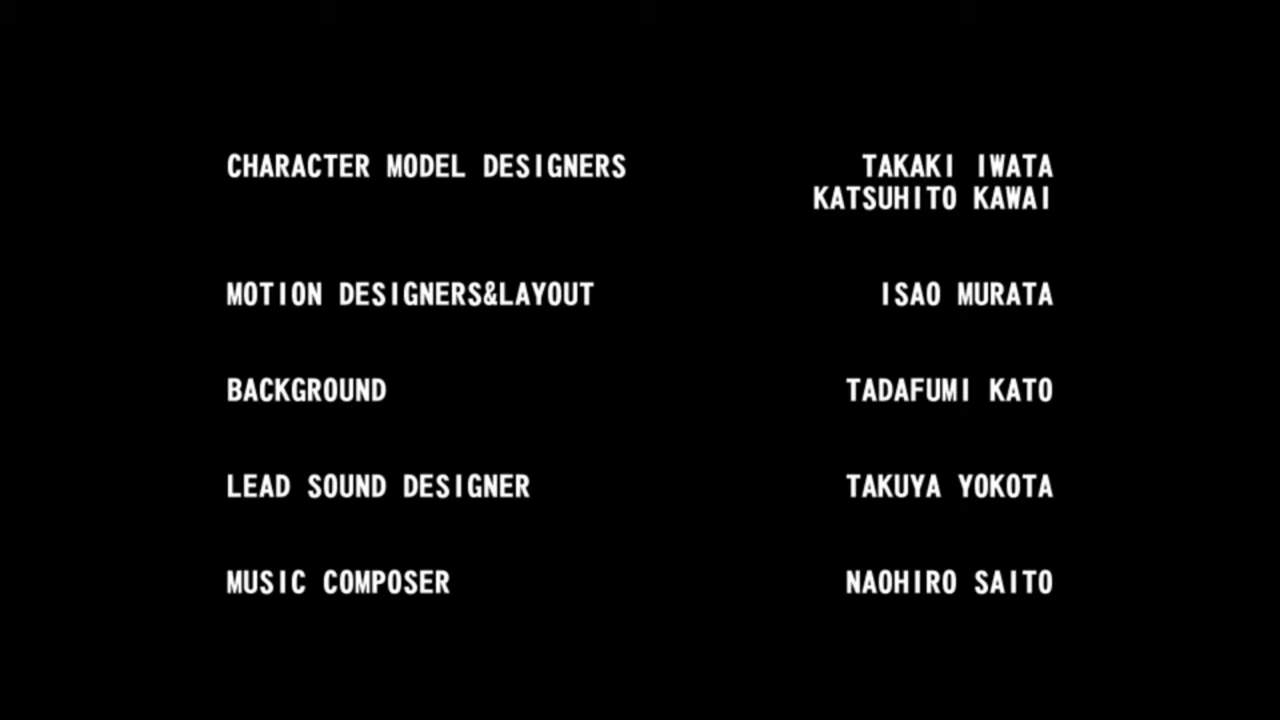 CHARACTER MODEL DESIGNERS TAKAKI IWATA
KATSUHITO KAWAI
MOTION DESIGNERS&LAYOUT ISAO MURATA
BACKGROUND TADAFUMI KATO
LEAD SOUND DESIGNER TAKUYA YOKOTA
MUSIC COMPOSER NAOHIRO SAITO